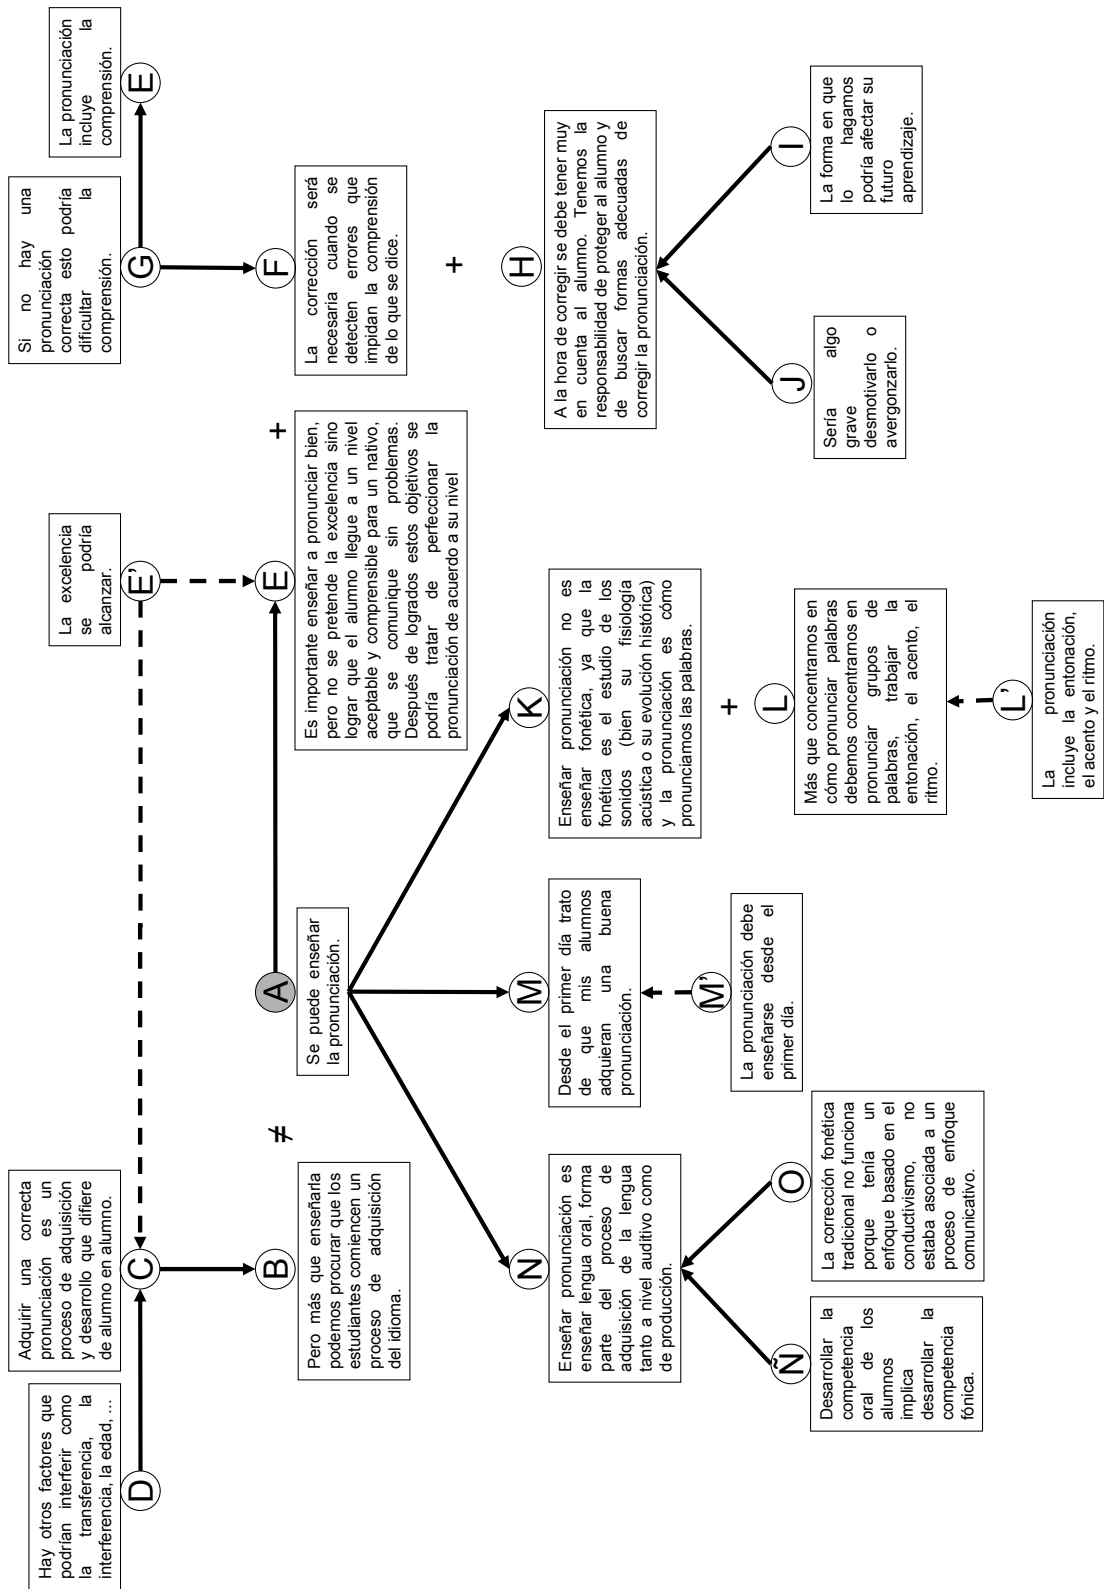 Hay otros factores que
podrían interferir como
la transferencia, la
interferencia, la edad, ...
D
Adquirir una correcta
pronunciación es un
proceso de adquisición
y desarrollo que difiere
de alumno en alumno.
C
La excelencia
se podría
alcanzar.
E'
Si no hay una
pronunciación
correcta esto podría
dificultar la
comprensión.
G
La pronunciación
incluye la
comprensión.
E
B
Pero más que enseñarla
podemos procurar que los
estudiantes comiencen un
proceso de adquisición
del idioma.
≠
A
Se puede enseñar
la pronunciación.
E
Es importante enseñar a pronunciar bien,
pero no se pretende la excelencia sino
lograr que el alumno llegue a un nivel
aceptable y comprensible para un nativo,
que se comunique sin problemas.
Después de logrados estos objetivos se
podría tratar de perfeccionar la
pronunciación de acuerdo a su nivel
+
F
La corrección será
necesaria cuando se
detecten errores que
impidan la comprensión
de lo que se dice.
+
N
Enseñar pronunciación es
enseñar lengua oral, forma
parte del proceso de
adquisición de la lengua
tanto a nivel auditivo como
de producción.
M
Desde el primer día trato
de que mis alumnos
adquieran una buena
pronunciación.
K
Enseñar pronunciación no es
enseñar fonética, ya que la
fonética es el estudio de los
sonidos (bien su fisiología
acústica o su evolución histórica)
y la pronunciación es cómo
pronunciamos las palabras.
+
H
A la hora de corregir se debe tener muy
en cuenta al alumno. Tenemos la
responsabilidad de proteger al alumno y
de buscar formas adecuadas de
corregir la pronunciación.
Ñ
Desarrollar la
competencia
oral de los
alumnos
implica
desarrollar la
competencia
fónica.
O
La corrección fonética
tradicional no funciona
porque tenía un
enfoque basado en el
conductivismo, no
estaba asociada a un
proceso de enfoque
comunicativo.
M'
La pronunciación debe
enseñarse desde el
primer día.
L
Más que concentrarnos en
cómo pronunciar palabras
debemos concentrarnos en
pronunciar grupos de
palabras, trabajar la
entonación, el acento, el
ritmo.
L'
La pronunciación
incluye la entonación,
el acento y el ritmo.
J
Sería algo
grave
desmotivarlo o
avergonzarlo.
I
La forma en que
lo hagamos
podría afectar su
futuro
aprendizaje.